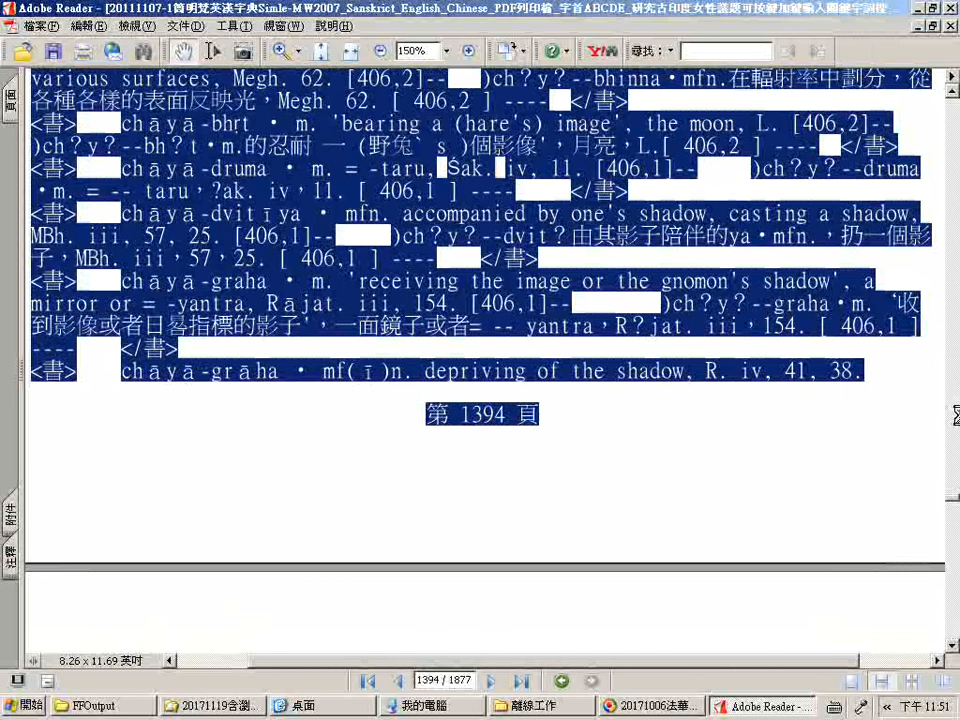 Adobe Reader - [20111107-1簡明梵英漢字典Simle-MW2007_Sanskrict_English_Chinese_PDF列印檔_字首ABCDE_研究古印度女性議題可按鍵加鍵輸入關鍵字詞搜
檔案(F) 編輯(E) 檢視(V) 文件(D) 工具(T) 視窗(W) 說明(H)
150% Y! 尋找:
頁面
various surfaces, Megh. 62. [406,2]-- )ch?y?--bhinna•mfn.在輻射率中劃分，從
各種各樣的表面反映光，Megh. 62. [ 406,2 ] ---- </書>
<書> chāyā-bhṛt • m. 'bearing a (hare's) image', the moon, L. [406,2]--
)ch?y?--bh?t•m.的忍耐 一 (野兔' s )個影像'，月亮，L.[ 406,2 ] ---- </書>
<書> chāyā-druma • m. = -taru, Śak. iv, 11. [406,1]-- )ch?y?--druma
•m. = -- taru，?ak. iv，11. [ 406,1 ] ---- </書>
<書> chāyā-dvitīya • mfn. accompanied by one's shadow, casting a shadow,
MBh. iii, 57, 25. [406,1]-- )ch?y?--dvit？由其影子陪伴的ya•mfn.，扔一個影
子，MBh. iii，57，25. [ 406,1 ] ---- </書>
<書> chāyā-graha • m. 'receiving the image or the gnomon's shadow', a
mirror or = -yantra, Rājat. iii, 154. [406,1]-- )ch?y?--graha•m. ‘收
到影像或者日晷指標的影子'，一面鏡子或者= -- yantra，R？jat. iii，154. [ 406,1 ]
---- </書>
<書> chāyā-grāha • mf(ī)n. depriving of the shadow, R. iv, 41, 38.
第 1394 頁
附件
注釋
8.26 x 11.69 英吋
1394 / 1877
開始 FFOutput 20171119含瀏... 桌面 我的電腦 離線工作 20171006法華... Adobe Reader - ... 下午 11:51